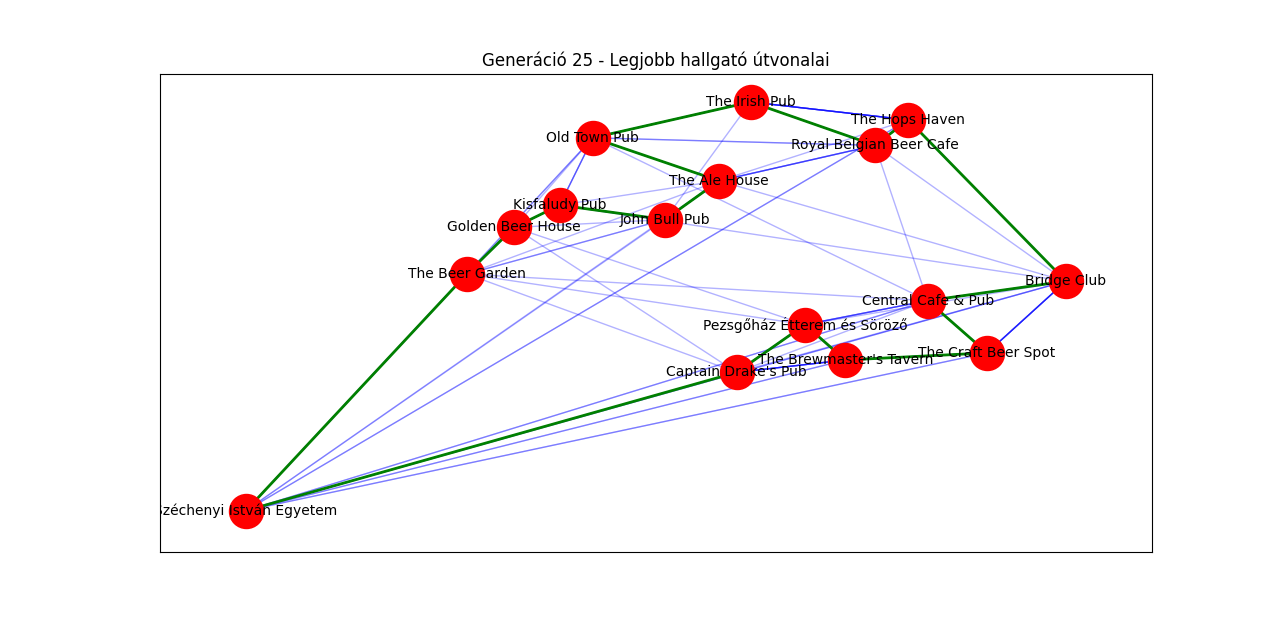 Generáció 25 - Legjobb hallgató útvonalai
The Irish Pub
The Hops Haven
Old Town Pub
Royal Belgian Beer Cafe
The Ale House
Kisfaludy Pub
John Bull Pub
Golden Beer House
The Beer Garden
Bridge Club
Central Cafe & Pub
Pezsgőház Étterem és Söröző
The Craft Beer Spot
The Brewmaster's Tavern
Captain Drake's Pub
Széchenyi István Egyetem